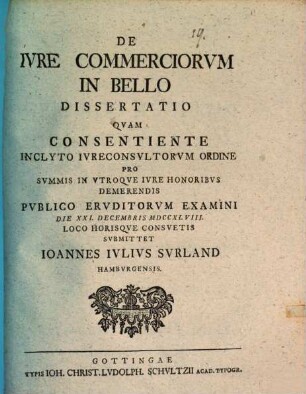 19.
DE
IVRE COMMERCIORVM
IN BELLO
DISSERTATIO
QVAM
CONSENTIENTE
INCLYTO IVRECONSVLTORVM ORDINE
PRO
SVMMIS IN VTROQVE IVRE HONORIBVS
DEMERENDIS
PVBLICO ERVDITORVM EXAMINI
DIE XXI. DECEMBRIS MDCCXLVIII.
LOCO HORISQVE CONSVETIS
SVBMITTET
IOANNES IVLIVS SVRLAND
HAMBVRGENSIS.
GOTTINGAE
TYPIS IOH. CHRIST. LVDOLPH. SCHVLTZII ACAD. TYPOGR.